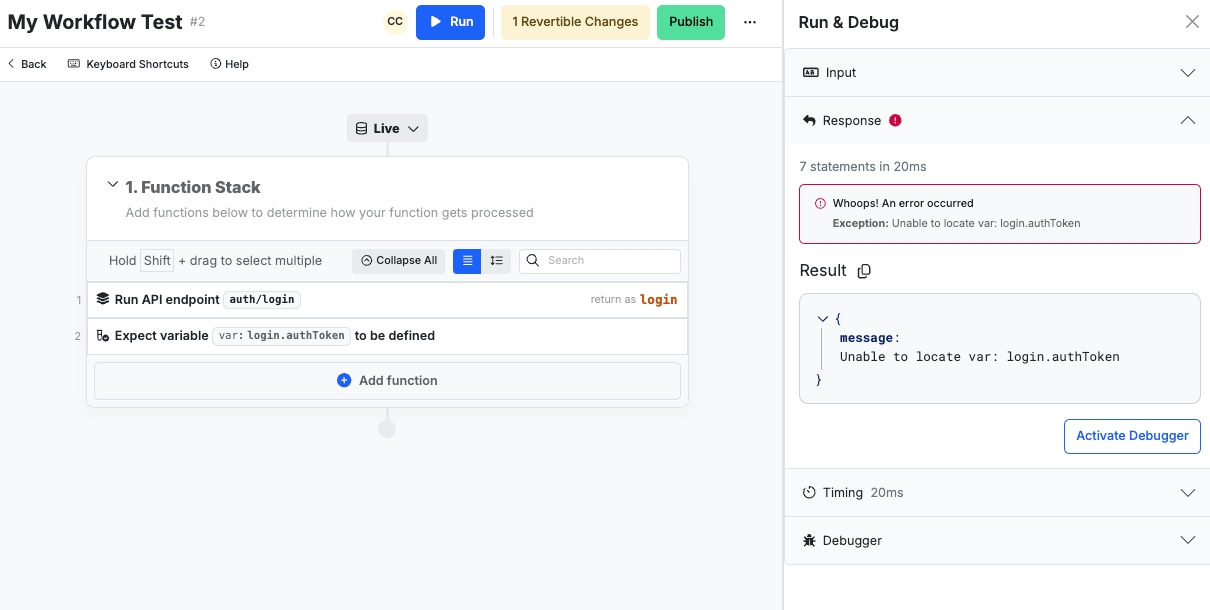 My Workflow Test #2
CC
Run
1 Revertible Changes
Publish
Back
Keyboard Shortcuts
Help
Live
1. Function Stack
Add functions below to determine how your function gets processed
Hold Shift + drag to select multiple
Collapse All
Search
1 Run API endpoint auth/login return as login
2 Expect variable var: login.authToken to be defined
Add function
Run & Debug
Input
Response
7 statements in 20ms
Whoops! An error occurred
Exception: Unable to locate var: login.authToken
Result
{
message:
Unable to locate var: login.authToken
}
Activate Debugger
Timing 20ms
Debugger